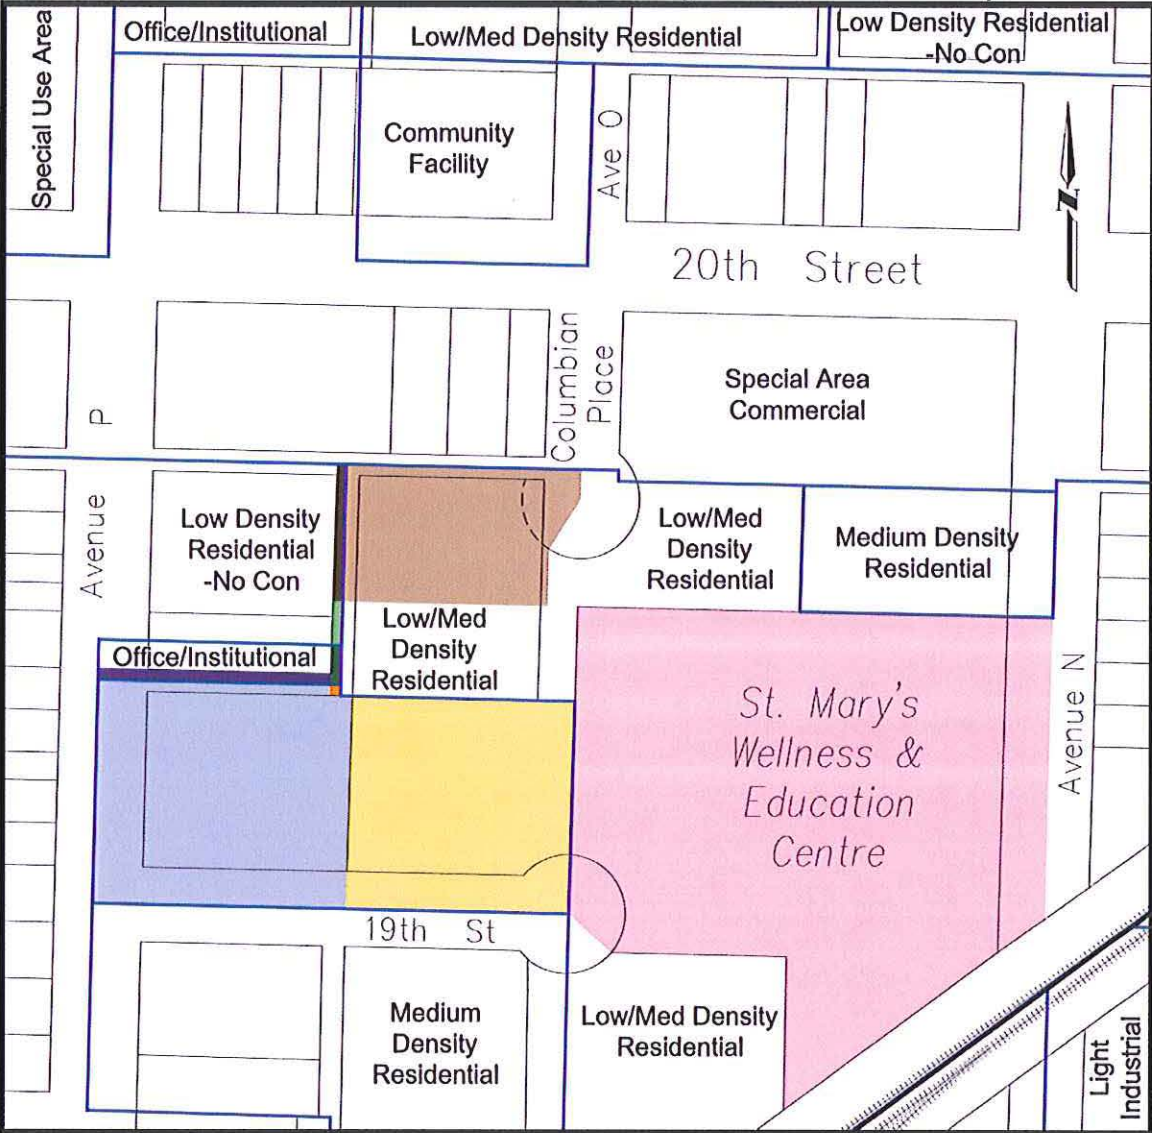 Special Use Area
Office/Institutional
Low/Med Density Residential
Low Density Residential
-No Con
Community
Facility
Ave O
N
20th Street
Columbian
Place
Special Area
Commercial
Avenue P
Low Density
Residential
-No Con
Low/Med
Density
Residential
Medium Density
Residential
Low/Med
Density
Residential
Office/Institutional
St. Mary's
Wellness &
Education
Centre
Avenue N
19th St
Medium
Density
Residential
Low/Med Density
Residential
Light
Industrial